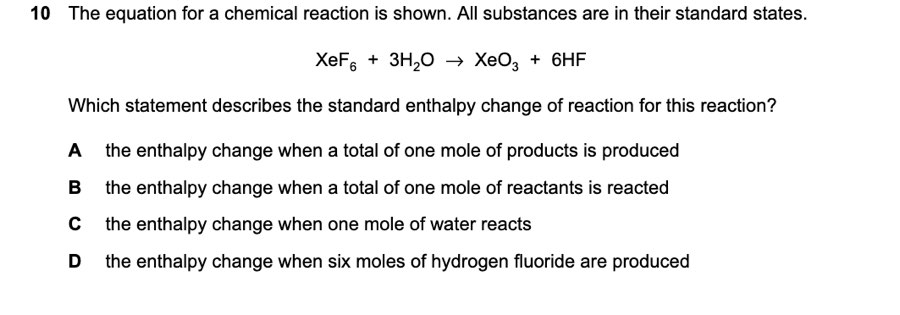 10 The equation for a chemical reaction is shown. All substances are in their standard states.
XeF₆ + 3H₂O → XeO₃ + 6HF
Which statement describes the standard enthalpy change of reaction for this reaction?
A the enthalpy change when a total of one mole of products is produced
B the enthalpy change when a total of one mole of reactants is reacted
C the enthalpy change when one mole of water reacts
D the enthalpy change when six moles of hydrogen fluoride are produced